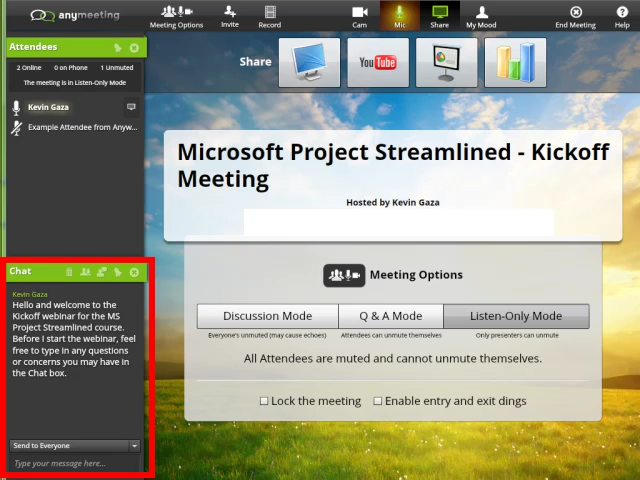 anymeeting
Meeting Options
Invite
Record
Cam
Mic
Share
My Mood
End Meeting
Help
Attendees
2 Online 0 on Phone 1 Unmuted
The meeting is in Listen-Only Mode
Kevin Gaza
Example Attendee from Anyw...
Share
YouTube
Microsoft Project Streamlined - Kickoff
Meeting
Hosted by Kevin Gaza
Meeting Options
Discussion Mode Q & A Mode Listen-Only Mode
Everyone's unmuted (may cause echoes) Attendees can unmute themselves Only presenters can unmute
All Attendees are muted and cannot unmute themselves.
Lock the meeting Enable entry and exit dings
Chat
Kevin Gaza
Hello and welcome to the
Kickoff webinar for the MS
Project Streamlined course.
Before I start the webinar, feel
free to type in any questions
or concerns you may have in
the Chat box.
Send to Everyone
Type your message here...